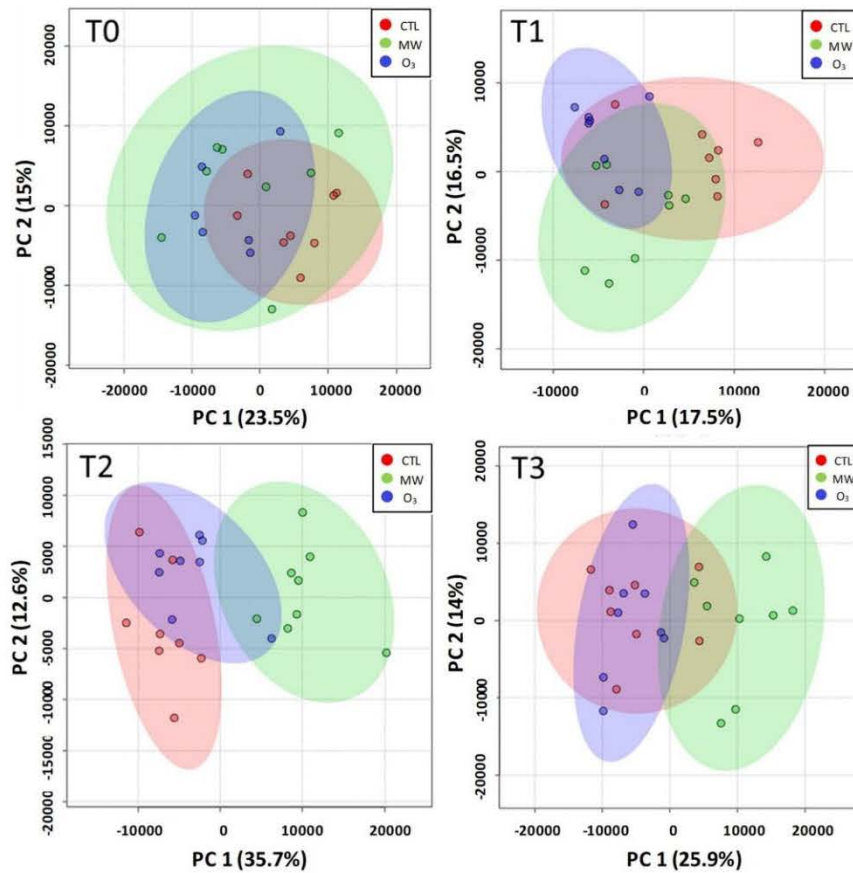 T0
CTL
MW
O₃
20000
10000
0
-10000
-20000
PC 2 (15%)
-20000 -10000 0 10000 20000
PC 1 (23.5%)
T1
CTL
MW
O₃
10000
0
-10000
-20000
PC 2 (16.5%)
-10000 0 10000 20000
PC 1 (17.5%)
T2
CTL
MW
O₃
15000
10000
5000
0
-5000
-10000
-15000
-20000
PC 2 (12.6%)
-10000 0 10000 20000
PC 1 (35.7%)
T3
CTL
MW
O₃
20000
10000
0
-10000
-20000
PC 2 (14%)
-20000 -10000 0 10000 20000
PC 1 (25.9%)